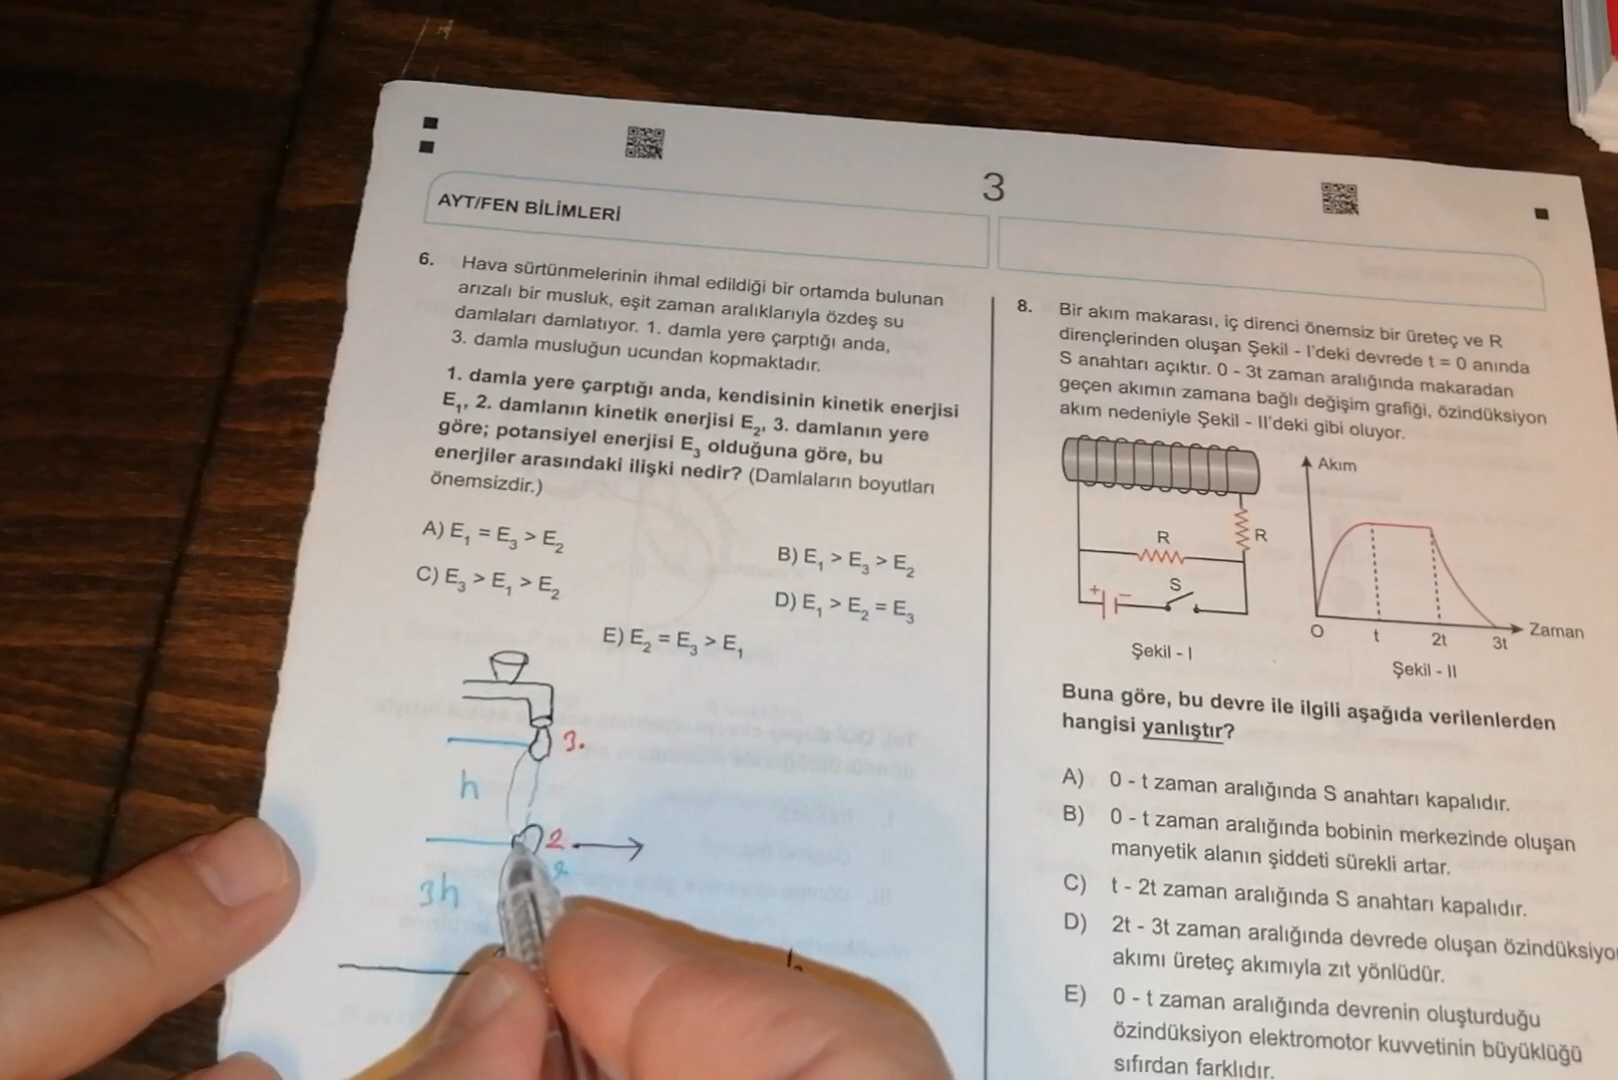 3
AYT/FEN BİLİMLERİ
6. Hava sürtünmelerinin ihmal edildiği bir ortamda bulunan
arızalı bir musluk, eşit zaman aralıklarıyla özdeş su
damlaları damlatıyor. 1. damla yere çarptığı anda,
3. damla musluğun ucundan kopmaktadır.
1. damla yere çarptığı anda, kendisinin kinetik enerjisi
E₁, 2. damlanın kinetik enerjisi E₂, 3. damlanın yere
göre; potansiyel enerjisi E₃ olduğuna göre, bu
enerjiler arasındaki ilişki nedir? (Damlaların boyutları
önemsizdir.)
A) E₁ = E₃ > E₂
B) E₁ > E₃ > E₂
C) E₃ > E₁ > E₂
D) E₁ > E₂ = E₃
E) E₂ = E₃ > E₁
3.
h
2
2
3h
8. Bir akım makarası, iç direnci önemsiz bir üreteç ve R
dirençlerinden oluşan Şekil - I'deki devrede t = 0 anında
S anahtarı açıktır. 0 - 3t zaman aralığında makaradan
geçen akımın zamana bağlı değişim grafiği, özindüksiyon
akım nedeniyle Şekil - II'deki gibi oluyor.
R
R
S
+ -
Şekil - I
Akım
O t 2t 3t Zaman
Şekil - II
Buna göre, bu devre ile ilgili aşağıda verilenlerden
hangisi yanlıştır?
A) 0 - t zaman aralığında S anahtarı kapalıdır.
B) 0 - t zaman aralığında bobinin merkezinde oluşan
manyetik alanın şiddeti sürekli artar.
C) t - 2t zaman aralığında S anahtarı kapalıdır.
D) 2t - 3t zaman aralığında devrede oluşan özindüksiyo
akımı üreteç akımıyla zıt yönlüdür.
E) 0 - t zaman aralığında devrenin oluşturduğu
özindüksiyon elektromotor kuvvetinin büyüklüğü
sıfırdan farklıdır.